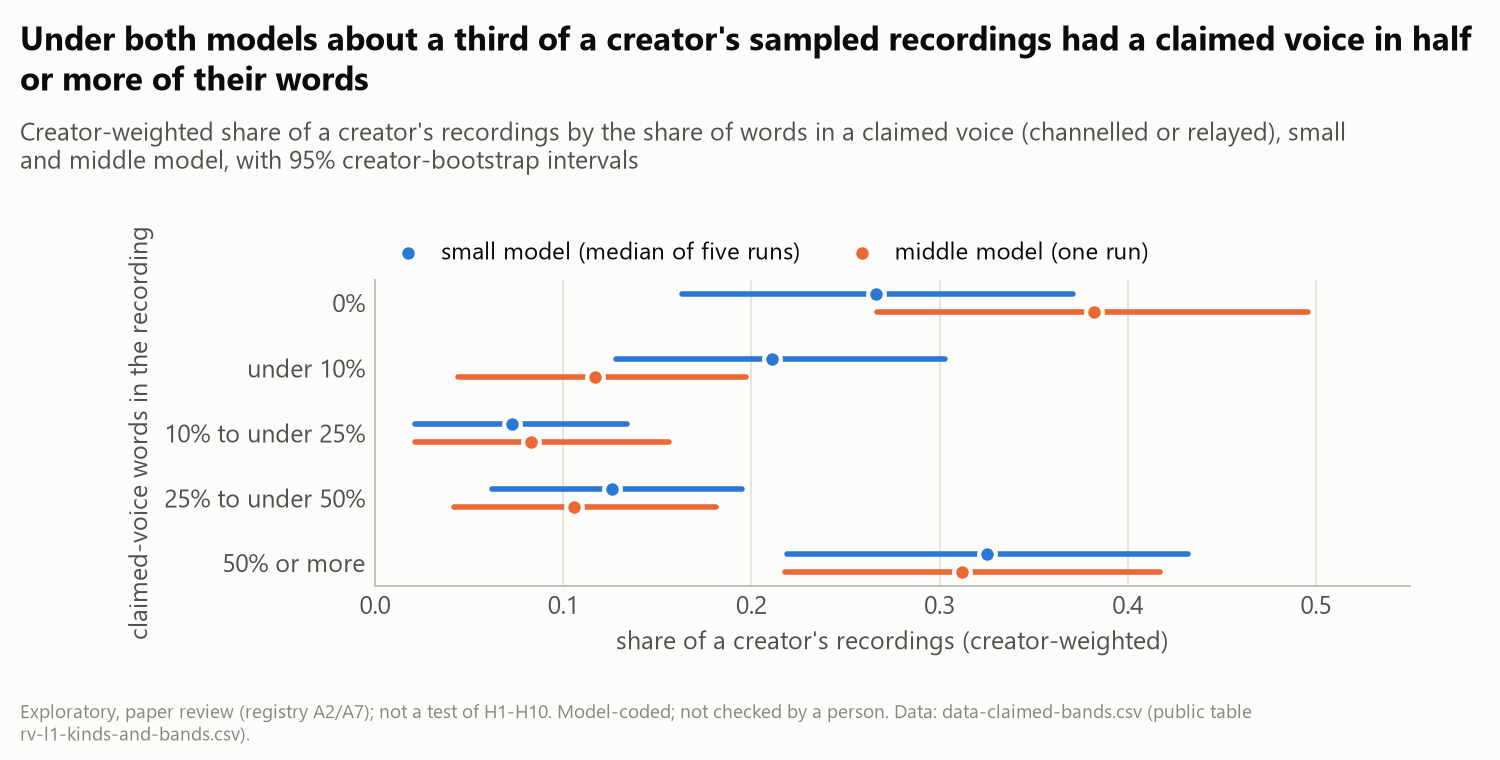 Under both models about a third of a creator's sampled recordings had a claimed voice in half
or more of their words
Creator-weighted share of a creator's recordings by the share of words in a claimed voice (channelled or relayed), small
and middle model, with 95% creator-bootstrap intervals
small model (median of five runs)
middle model (one run)
claimed-voice words in the recording
0%
under 10%
10% to under 25%
25% to under 50%
50% or more
0.0
0.1
0.2
0.3
0.4
0.5
share of a creator's recordings (creator-weighted)
Exploratory, paper review (registry A2/A7); not a test of H1-H10. Model-coded; not checked by a person. Data: data-claimed-bands.csv (public table
rv-l1-kinds-and-bands.csv).